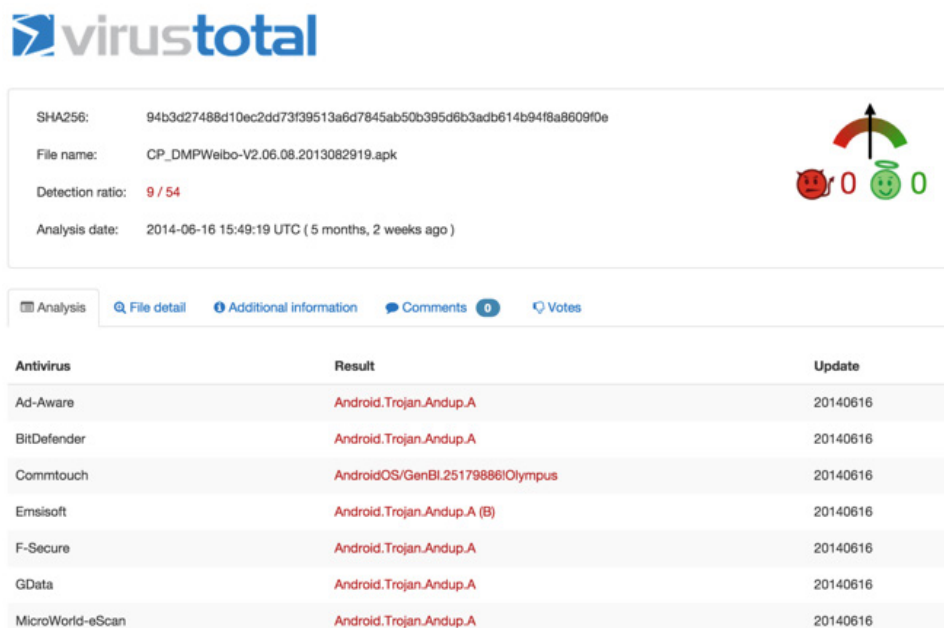 virustotal
SHA256: 94b3d27488d10ec2dd73f39513a6d7845ab50b395d6b3adb614b94f8a8609f0e
File name: CP_DMPWeibo-V2.06.08.2013082919.apk
Detection ratio: 9 / 54
Analysis date: 2014-06-16 15:49:19 UTC ( 5 months, 2 weeks ago )
0 0
Analysis File detail Additional information Comments 0 Votes
Antivirus Result Update
Ad-Aware Android.Trojan.Andup.A 20140616
BitDefender Android.Trojan.Andup.A 20140616
Commtouch AndroidOS/GenBl.25179886!Olympus 20140616
Emsisoft Android.Trojan.Andup.A (B) 20140616
F-Secure Android.Trojan.Andup.A 20140616
GData Android.Trojan.Andup.A 20140616
MicroWorld-eScan Android.Trojan.Andup.A 20140616